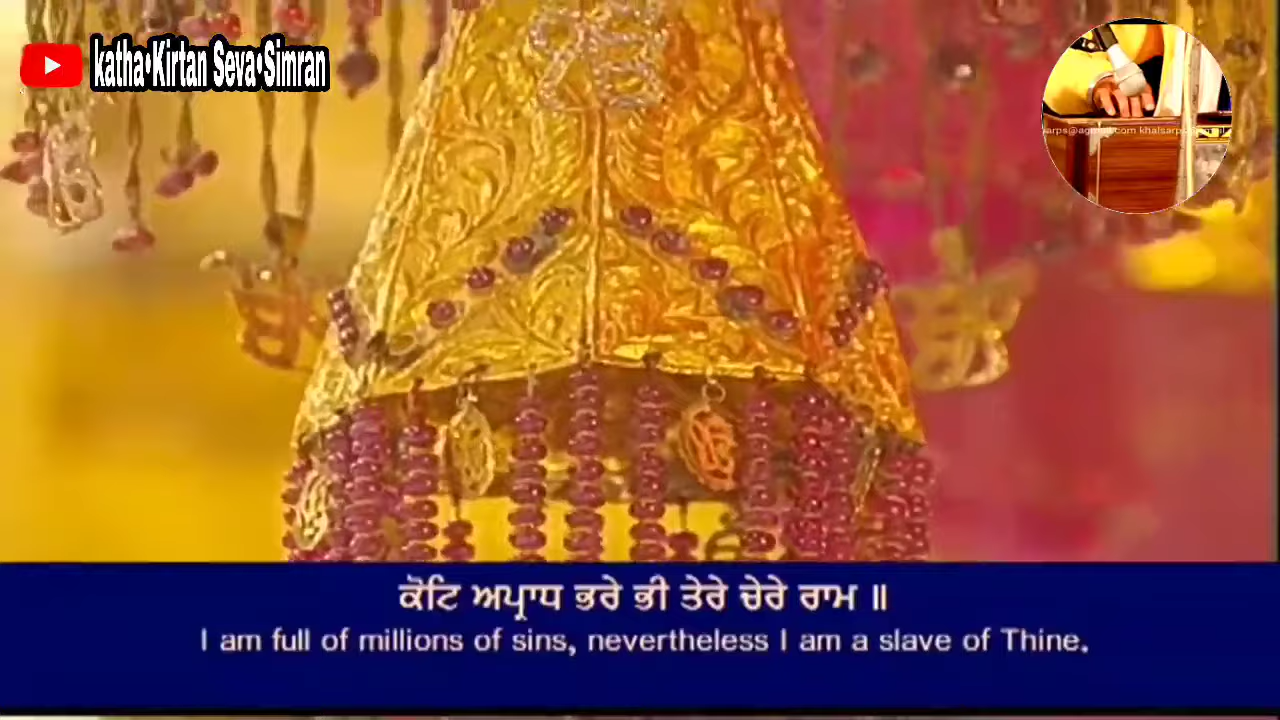 katha•Kirtan Seva•Simran
ਕੋਟਿ ਅਪ੍ਰਾਧ ਭਰੇ ਭੀ ਤੇਰੇ ਚੇਰੇ ਰਾਮ ॥
I am full of millions of sins, nevertheless I am a slave of Thine.